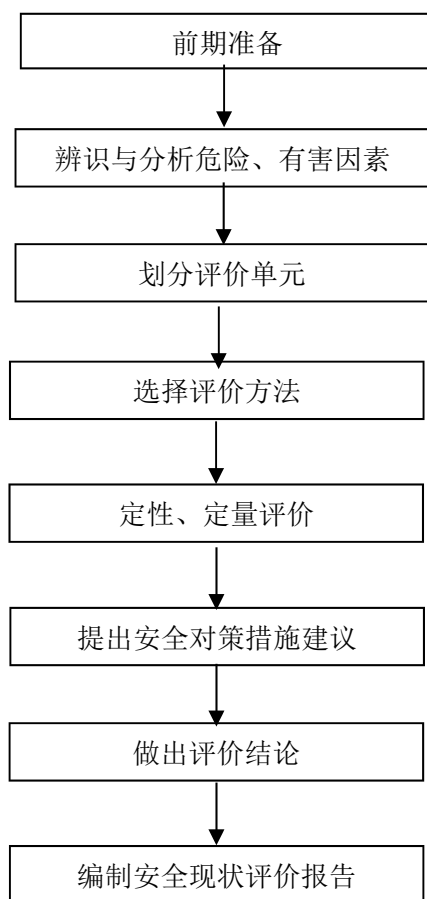 前期准备
辨识与分析危险、有害因素
划分评价单元
选择评价方法
定性、定量评价
提出安全对策措施建议
做出评价结论
编制安全现状评价报告